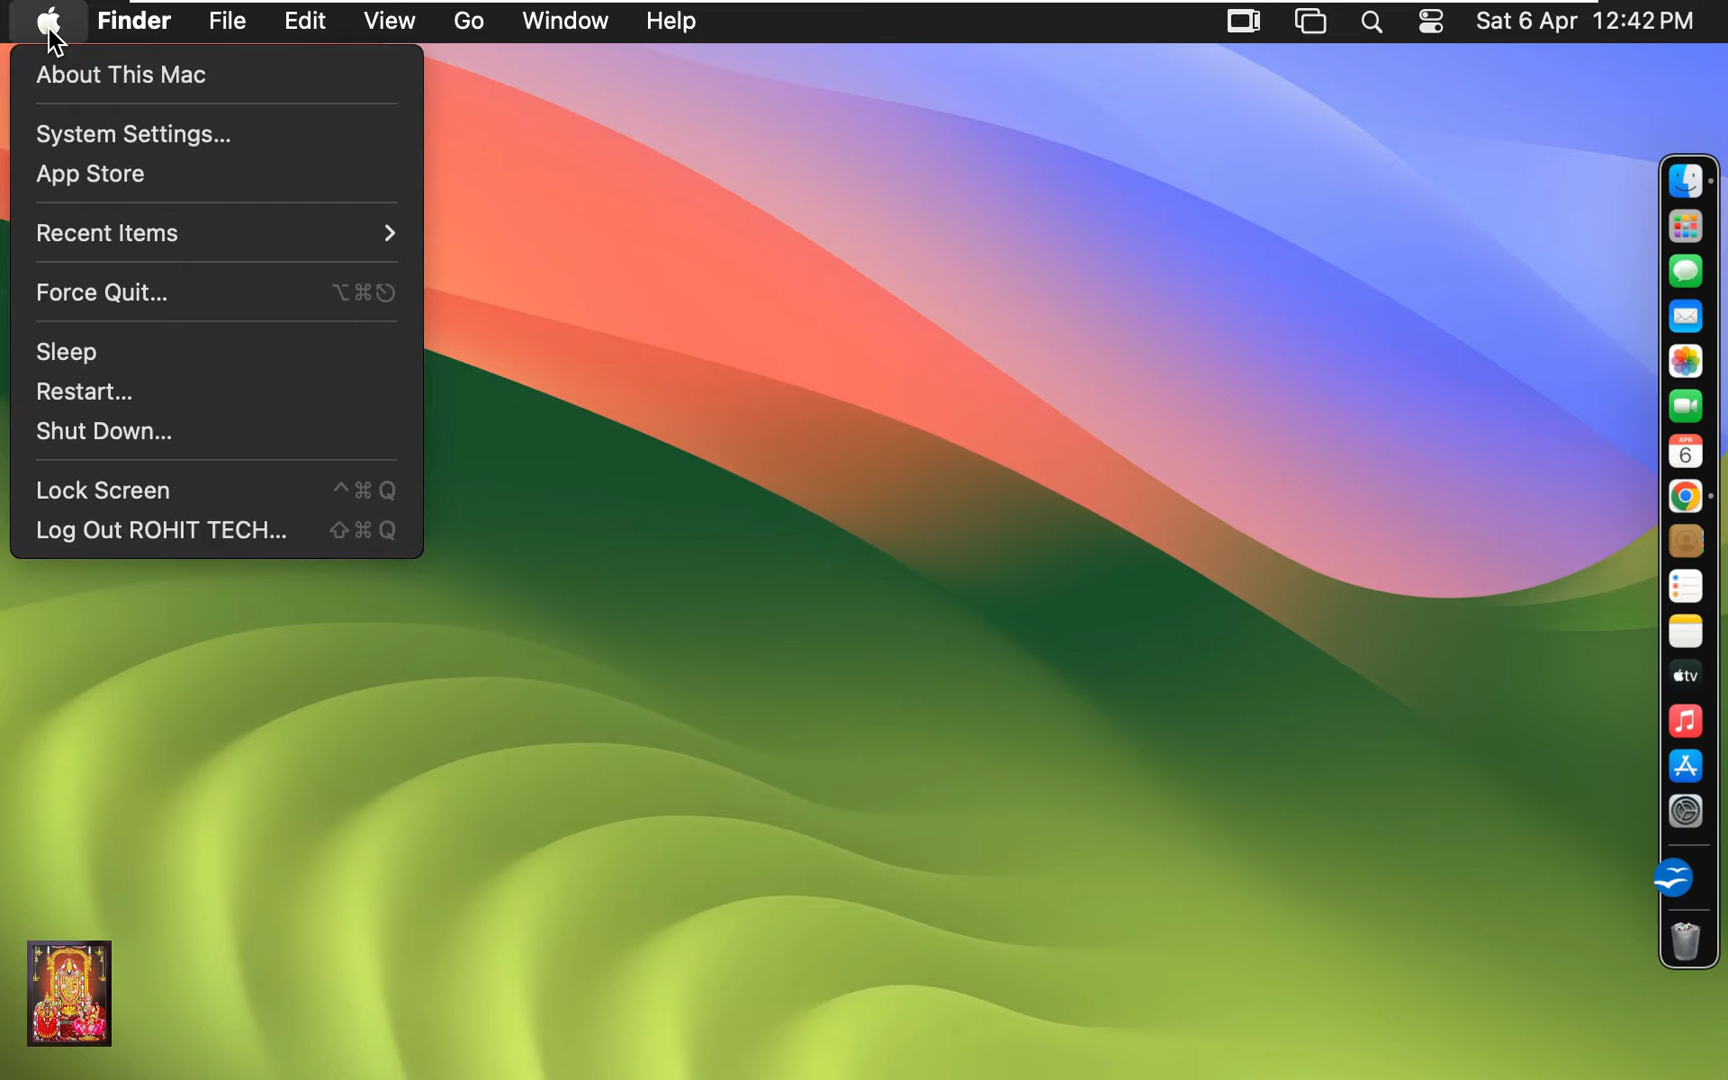 Finder File Edit View Go Window Help Sat 6 Apr 12:42 PM
About This Mac
System Settings...
App Store
Recent Items
Force Quit... ⌥⌘⎋
Sleep
Restart...
Shut Down...
Lock Screen ^⌘Q
Log Out ROHIT TECH... ⇧⌘Q
APR
6
tv